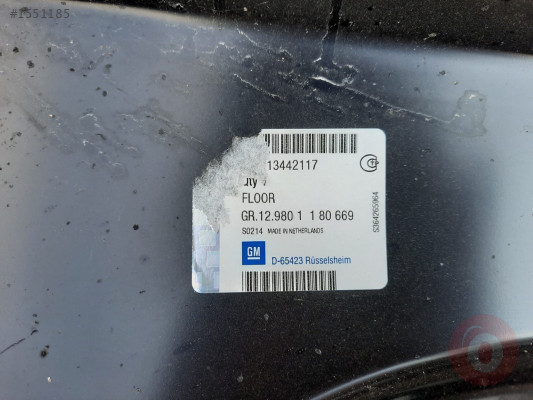 #1551185
13442117
FLOOR
GR.12.980 1 1 80 669
S0214 MADE IN NETHERLANDS
GM
D-65423 Rüsselsheim
S364265964